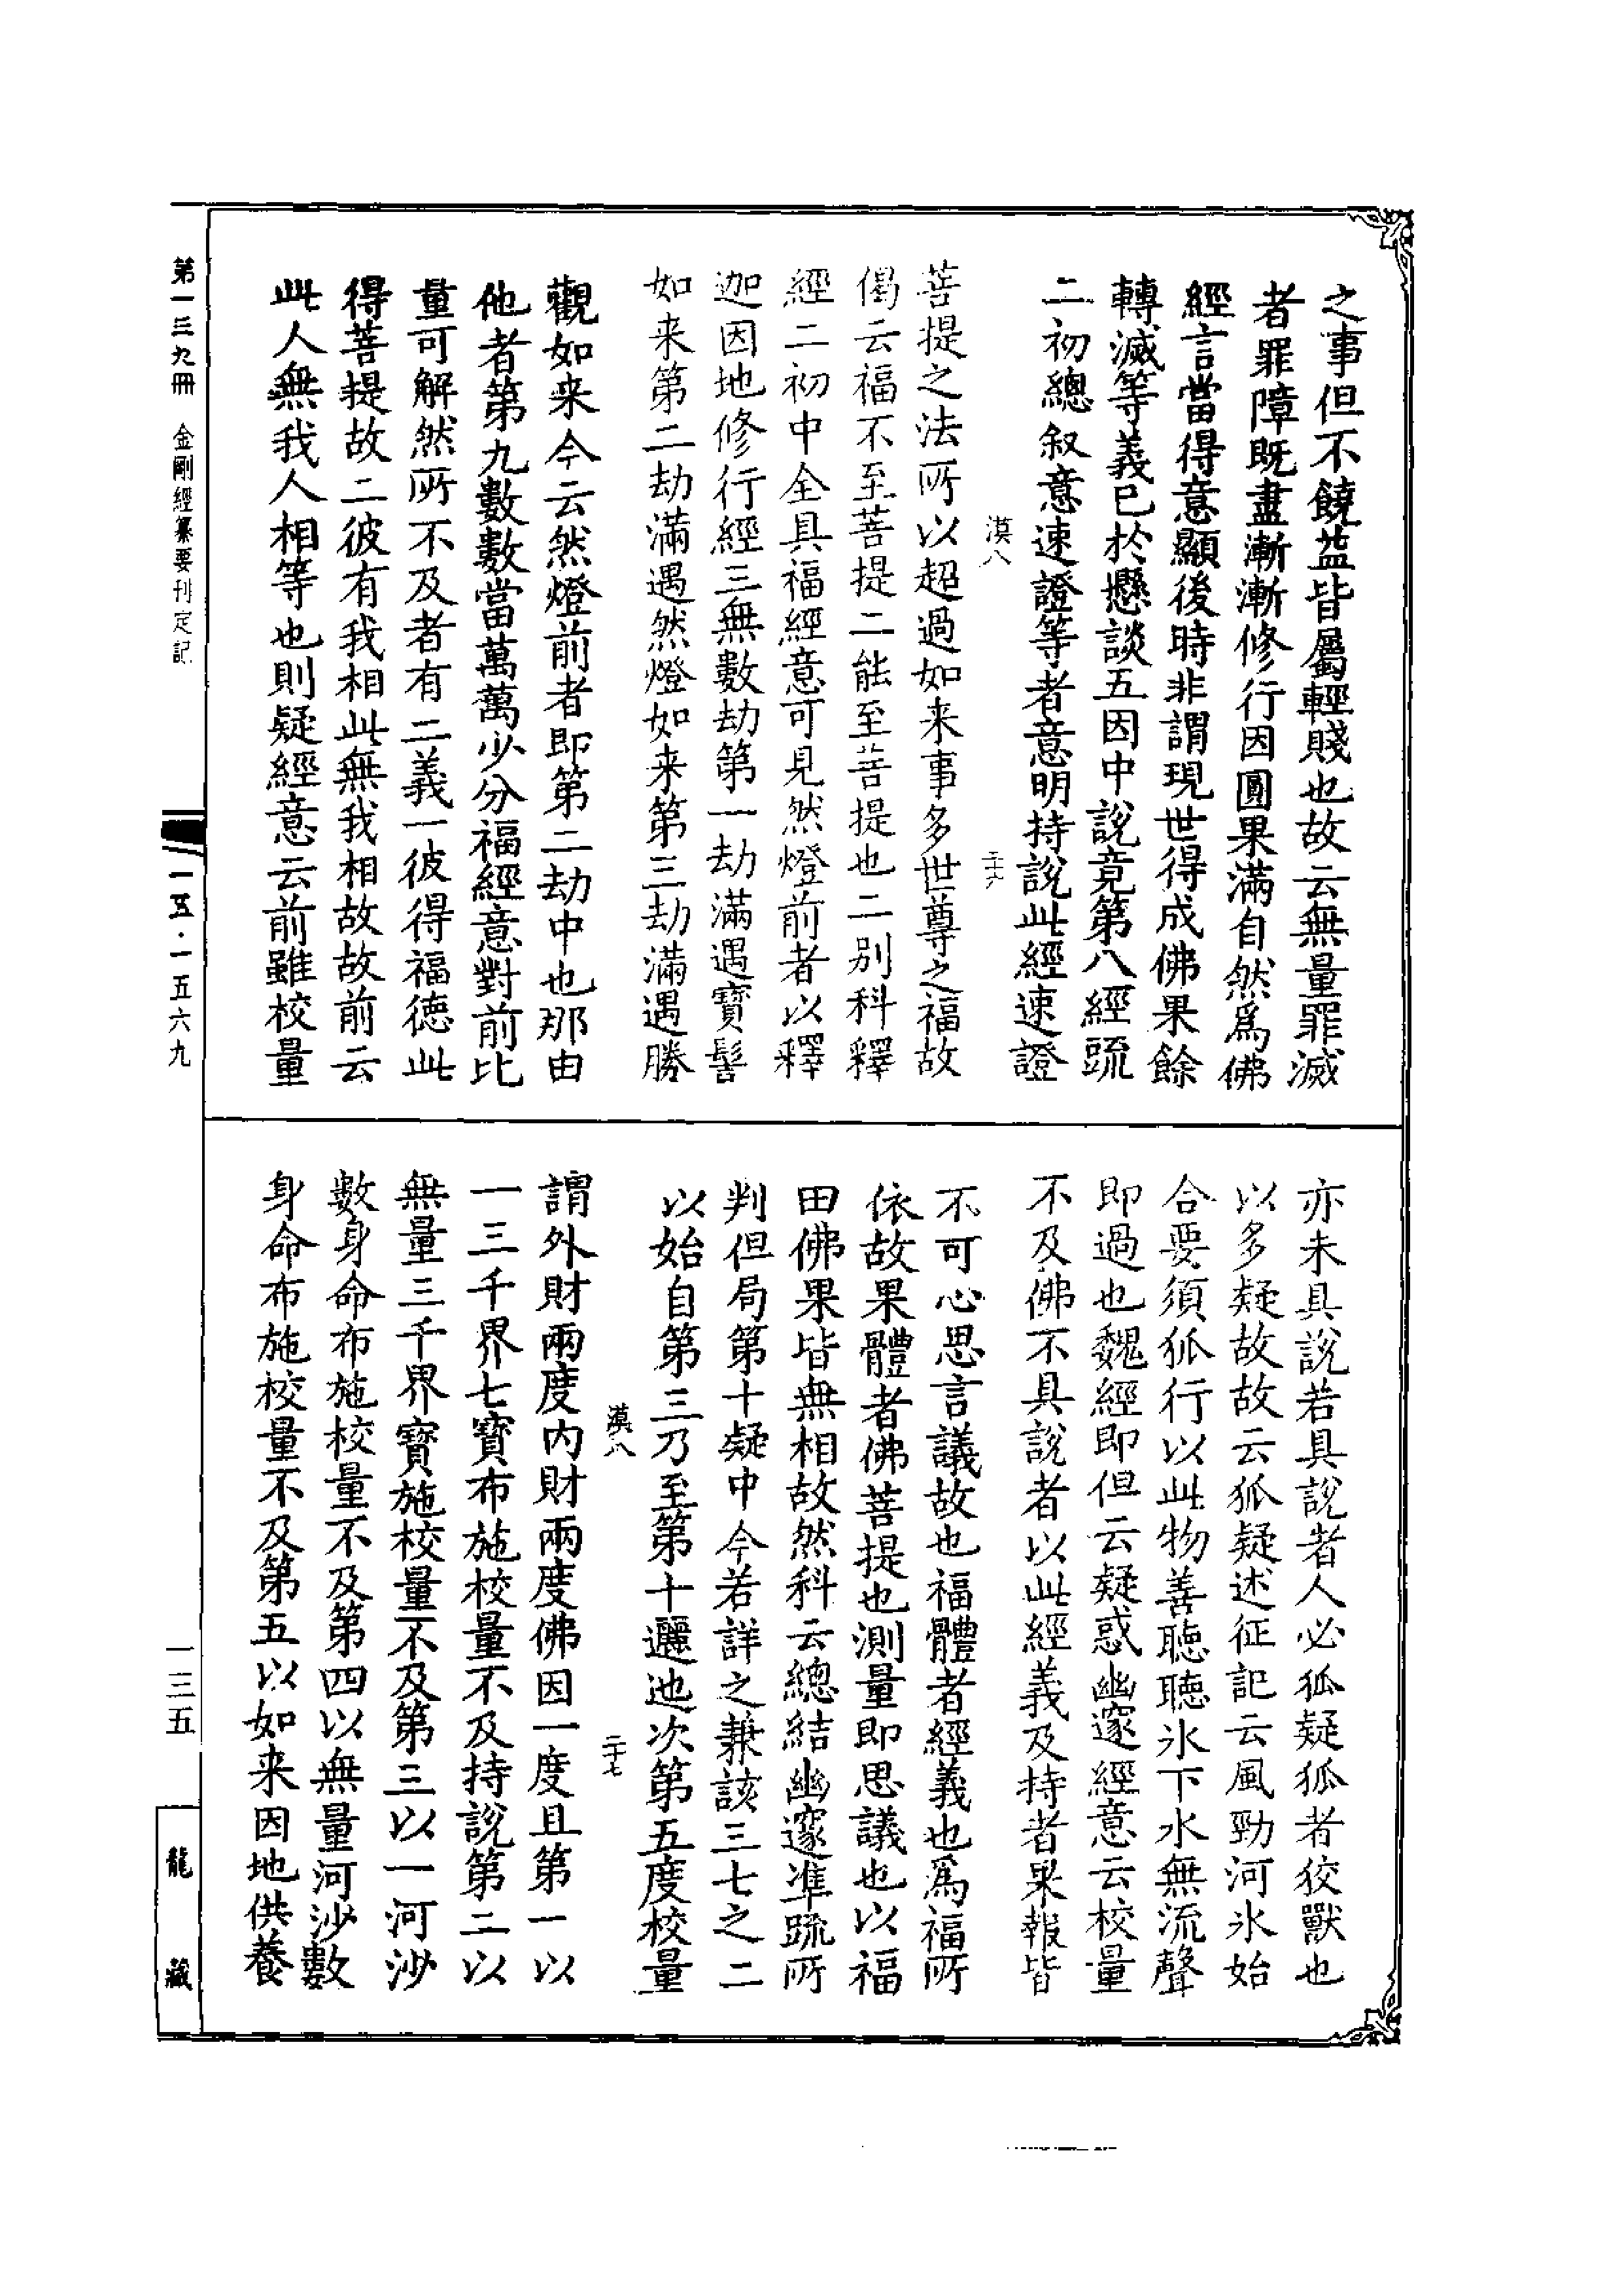 之事但不饒益皆屬輕賤也故云無量罪滅
者罪障既盡漸漸修行因圓果滿自然爲佛
經言當得意顯後時非謂現世得成佛果餘
轉滅等義已於懸談五因中說竟第八經䟽
二初總叙意速證等者意明持說此經速證
漠八
二十六
菩提之法所以超過如来事多世尊之福故
偈云福不至菩提二能至菩提也二别科釋
經二初中全具福經意可見然燈前者以釋
迦因地修行經三無數劫第一劫滿遇寳髻
如来第二劫滿遇然燈如来第三劫滿遇勝
觀如来今云然燈前者即第二劫中也那由
他者第九數數當萬萬少分福經意對前比
量可解然所不及者有二義一彼得福徳此
得菩提故二彼有我相此無我相故故前云
此人無我人相等也則疑經意云前雖校量
亦未具說若具說者人必狐疑狐者狡獸也
以多疑故故云狐疑述征記云風勁河氷始
合要須狐行以此物善聴聴氷下水無流聲
即過也魏經即但云疑惑幽邃經意云校量
不及佛不具說者以此經義及持者果報皆
不可心思言議故也福體者經義也爲福所
依故果體者佛菩提也測量即思議也以福
田佛果皆無相故然科云總結幽邃凖䟽所
判但局第十疑中今若詳之兼該三七之二
以始自第三乃至第十邐迆次第五度校量
漠八
二十七
謂外財兩度内財兩度佛因一度且第一以
一三千界七寳布施校量不及持說第二以
無量三千界寳施校量不及第三以一河沙
數身命布施校量不及第四以無量河沙數
身命布施校量不及第五以如来因地供養
第一三九冊 金剛經纂要刊定記
一五·一五六九
一三五
龍藏